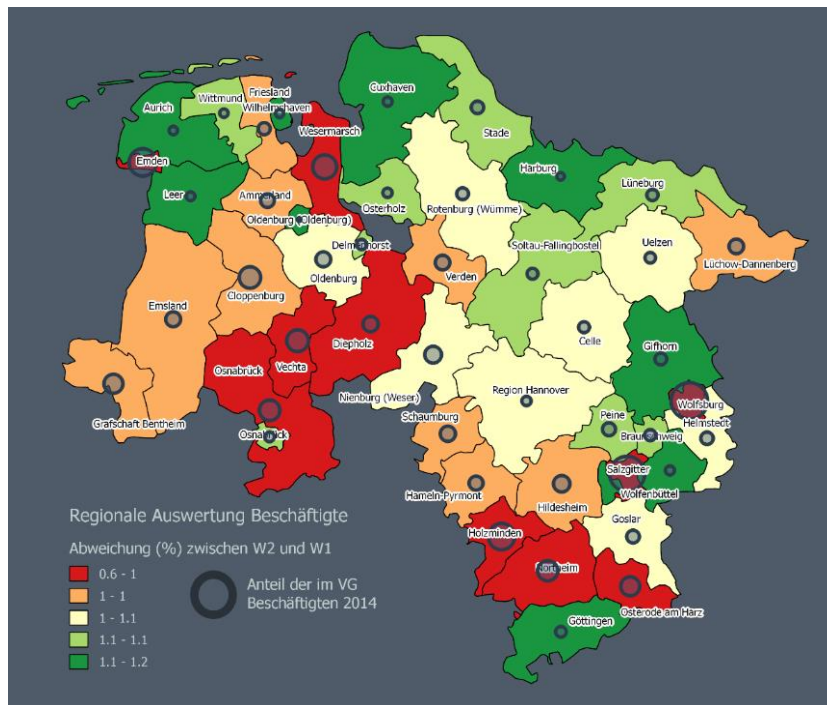 Cuxhaven
Friesland
Wittmund
Aurich
Wilhelmshaven
Stade
Wesermarsch
Emden
Harburg
Leer
Ammerland
Osterholz
Rotenburg (Wümme)
Lüneburg
Oldenburg (Oldenburg)
Delmenhorst
Soltau-Fallingbostel
Uelzen
Oldenburg
Verden
Lüchow-Dannenberg
Cloppenburg
Emsland
Diepholz
Celle
Gifhorn
Osnabrück
Vechta
Region Hannover
Nienburg (Weser)
Wolfsburg
Grafschaft Bentheim
Schaumburg
Peine
Helmstedt
Osnabrück
Braunschweig
Salzgitter
Hameln-Pyrmont
Hildesheim
Wolfenbüttel
Goslar
Holzminden
Northeim
Osterode am Harz
Göttingen
Regionale Auswertung Beschäftigte
Abweichung (%) zwischen W2 und W1
0.6 - 1
1 - 1
1 - 1.1
1.1 - 1.1
1.1 - 1.2
Anteil der im VG
Beschäftigten 2014